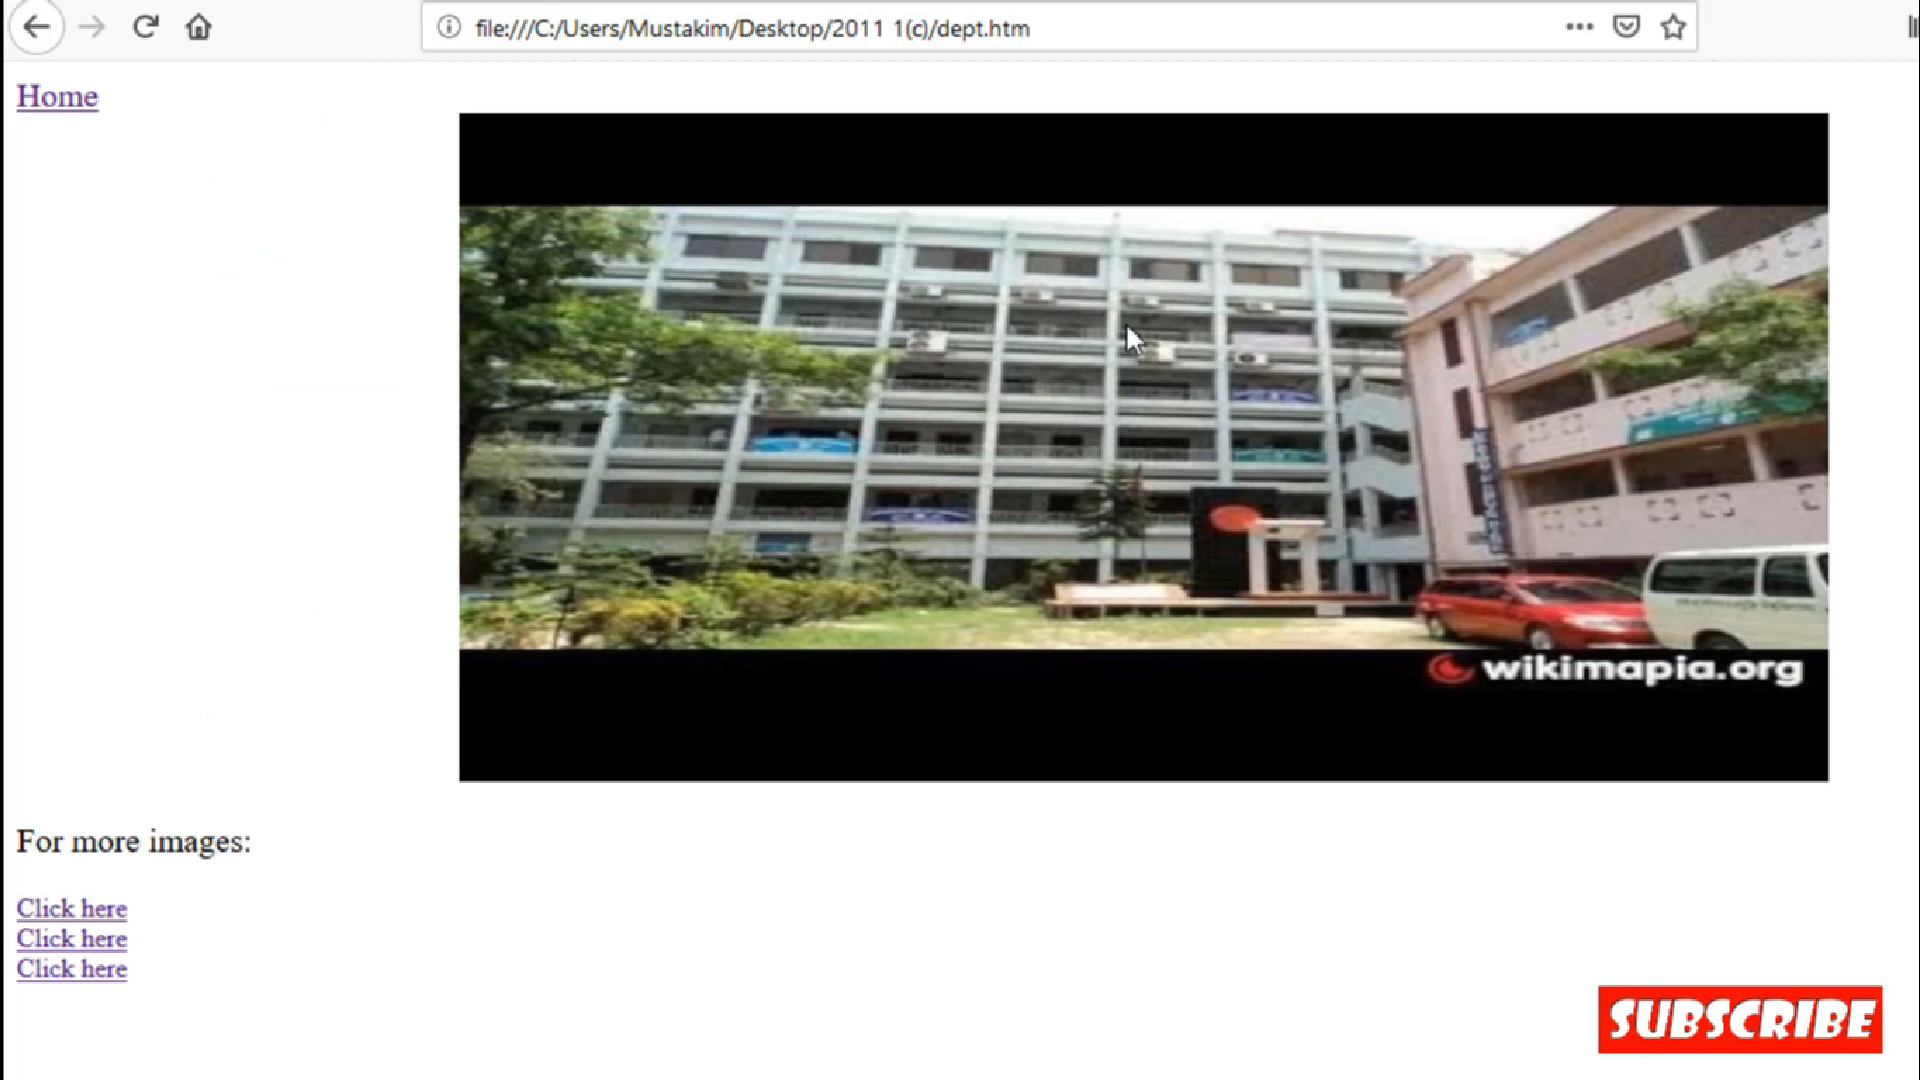 file:///C:/Users/Mustakim/Desktop/2011 1(c)/dept.htm
Home
wikimapia.org
For more images:
Click here
Click here
Click here
SUBSCRIBE